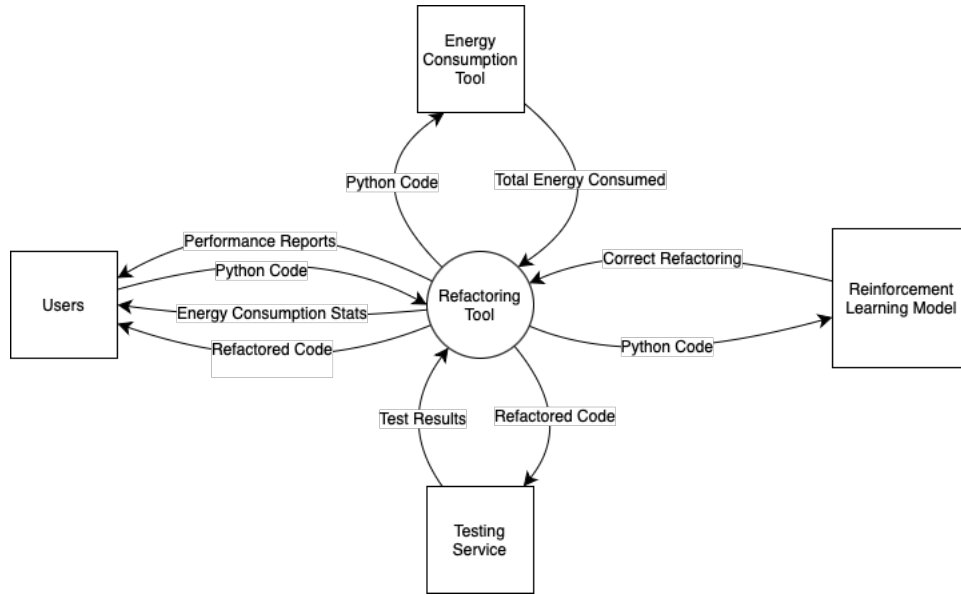 Energy
Consumption
Tool
Python Code
Total Energy Consumed
Performance Reports
Correct Refactoring
Python Code
Users
Energy Consumption Stats
Refactoring
Tool
Reinforcement
Learning Model
Refactored Code
Python Code
Test Results
Refactored Code
Testing
Service